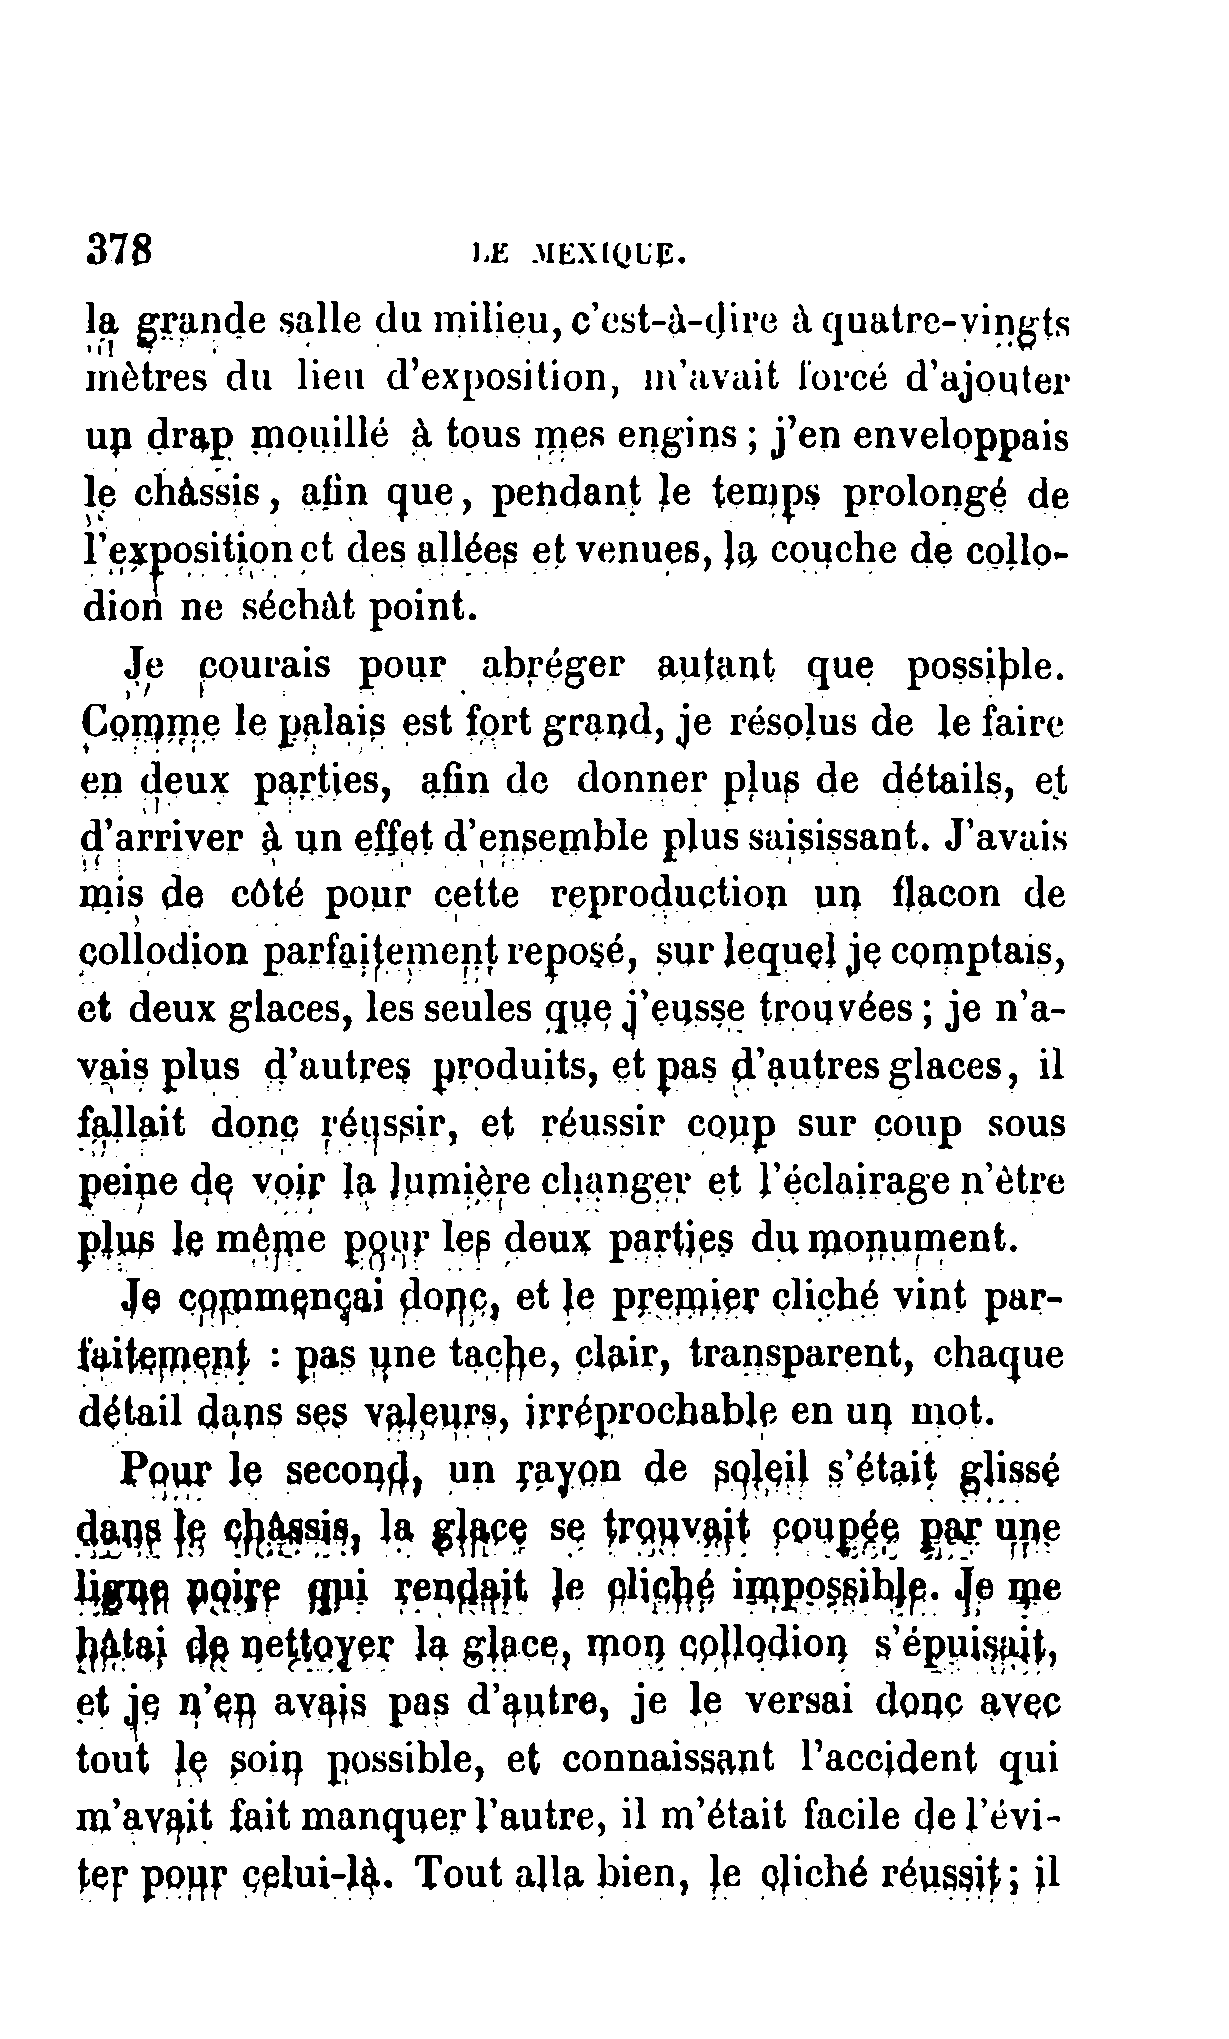 378 LE MEXIQUE.
la grande salle du milieu, c'est-à-dire à quatre-vingts
mètres du lieu d'exposition, m'avait forcé d'ajouter
un drap mouillé à tous mes engins ; j'en enveloppais
le châssis, afin que, pendant le temps prolongé de
l'exposition et des allées et venues, la couche de collo-
dion ne séchât point.
Je courais pour abréger autant que possible.
Comme le palais est fort grand, je résolus de le faire
en deux parties, afin de donner plus de détails, et
d'arriver à un effet d'ensemble plus saisissant. J'avais
mis de côté pour cette reproduction un flacon de
collodion parfaitement reposé, sur lequel je comptais,
et deux glaces, les seules que j'eusse trouvées ; je n'a-
vais plus d'autres produits, et pas d'autres glaces, il
fallait donc réussir, et réussir coup sur coup sous
peine de voir la lumière changer et l'éclairage n'être
plus le même pour les deux parties du monument.
Je commençai donc, et le premier cliché vint par-
faitement : pas une tache, clair, transparent, chaque
détail dans ses valeurs, irréprochable en un mot.
Pour le second, un rayon de soleil s'était glissé
dans le châssis, la glace se trouvait coupée par une
ligne noire qui rendait le cliché impossible. Je me
hâtai de nettoyer la glace, mon collodion s'épuisait,
et je n'en avais pas d'autre, je le versai donc avec
tout le soin possible, et connaissant l'accident qui
m'avait fait manquer l'autre, il m'était facile de l'évi-
ter pour celui-là. Tout alla bien, le cliché réussit ; il